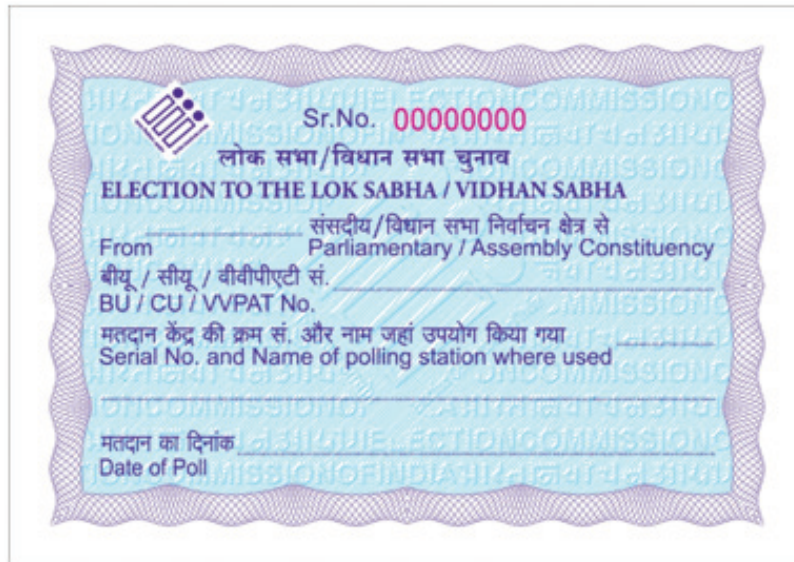 Sr.No. 00000000
लोक सभा/विधान सभा चुनाव
ELECTION TO THE LOK SABHA / VIDHAN SABHA
संसदीय/विधान सभा निर्वाचन क्षेत्र से
From Parliamentary / Assembly Constituency
बीयू / सीयू / वीवीपीएटी सं.
BU / CU / VVPAT No.
मतदान केंद्र की क्रम सं. और नाम जहां उपयोग किया गया
Serial No. and Name of polling station where used
मतदान का दिनांक
Date of Poll